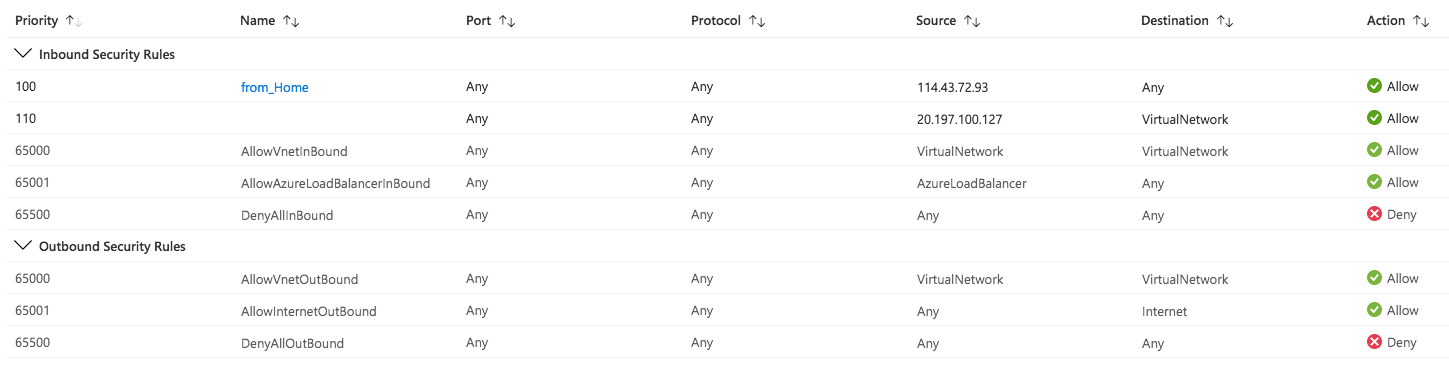 Priority Name Port Protocol Source Destination Action
Inbound Security Rules
100 from_Home Any Any 114.43.72.93 Any Allow
110 Any Any 20.197.100.127 VirtualNetwork Allow
65000 AllowVnetInBound Any Any VirtualNetwork VirtualNetwork Allow
65001 AllowAzureLoadBalancerInBound Any Any AzureLoadBalancer Any Allow
65500 DenyAllInBound Any Any Any Any Deny
Outbound Security Rules
65000 AllowVnetOutBound Any Any VirtualNetwork VirtualNetwork Allow
65001 AllowInternetOutBound Any Any Any Internet Allow
65500 DenyAllOutBound Any Any Any Any Deny